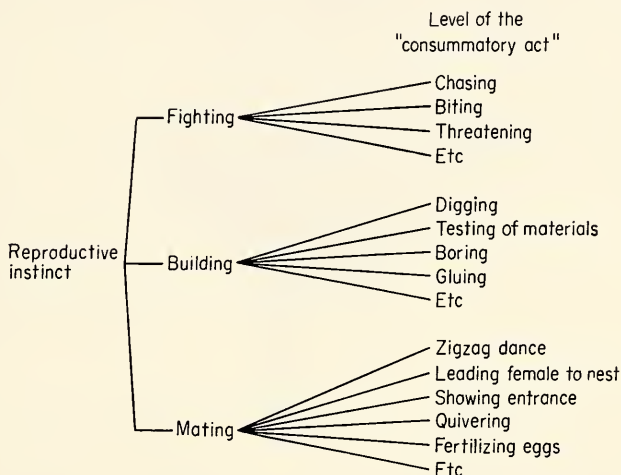 Level of the
"consummatory act"
Chasing
Biting
Fighting
Threatening
Etc
Digging
Testing of materials
Reproductive
instinct
Building
Boring
Gluing
Etc
Zigzag dance
Leading female to nest
Showing entrance
Mating
Quivering
Fertilizing eggs
Etc